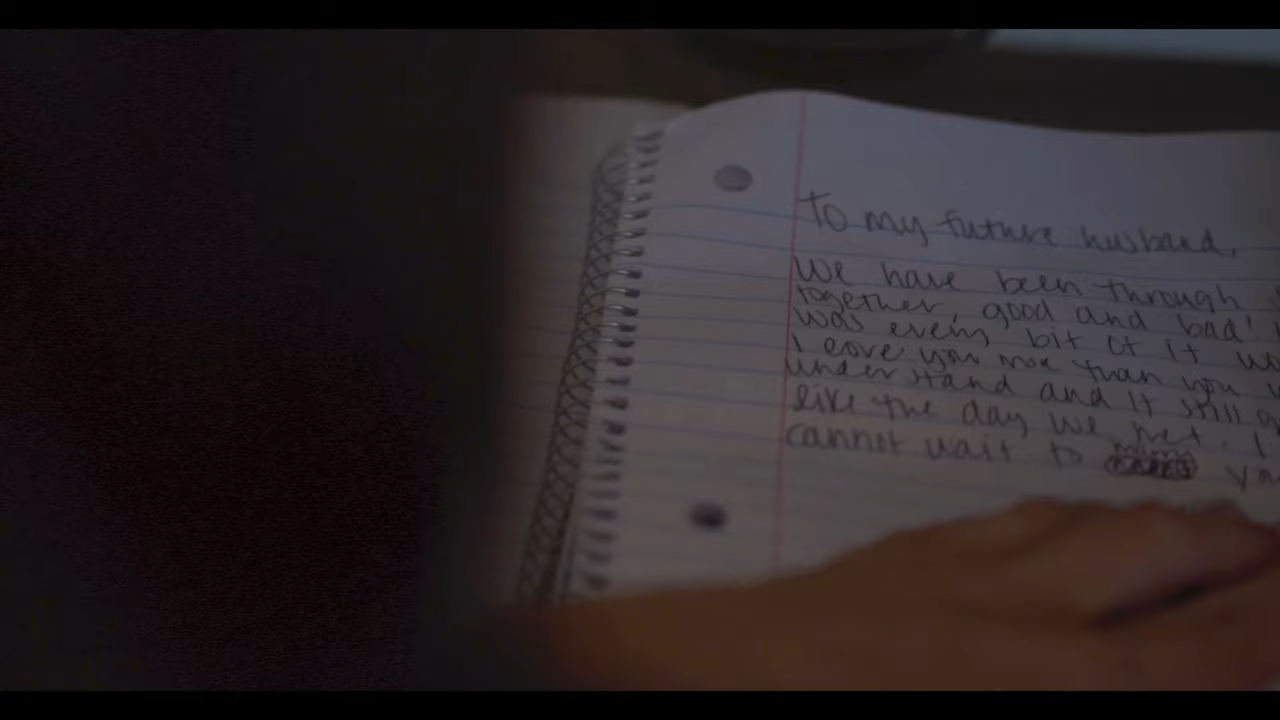 To my future husband,
We have been through
together, good and bad!
was every bit of it
I love you more than you
understand and it still
like the day we met. I
cannot wait to